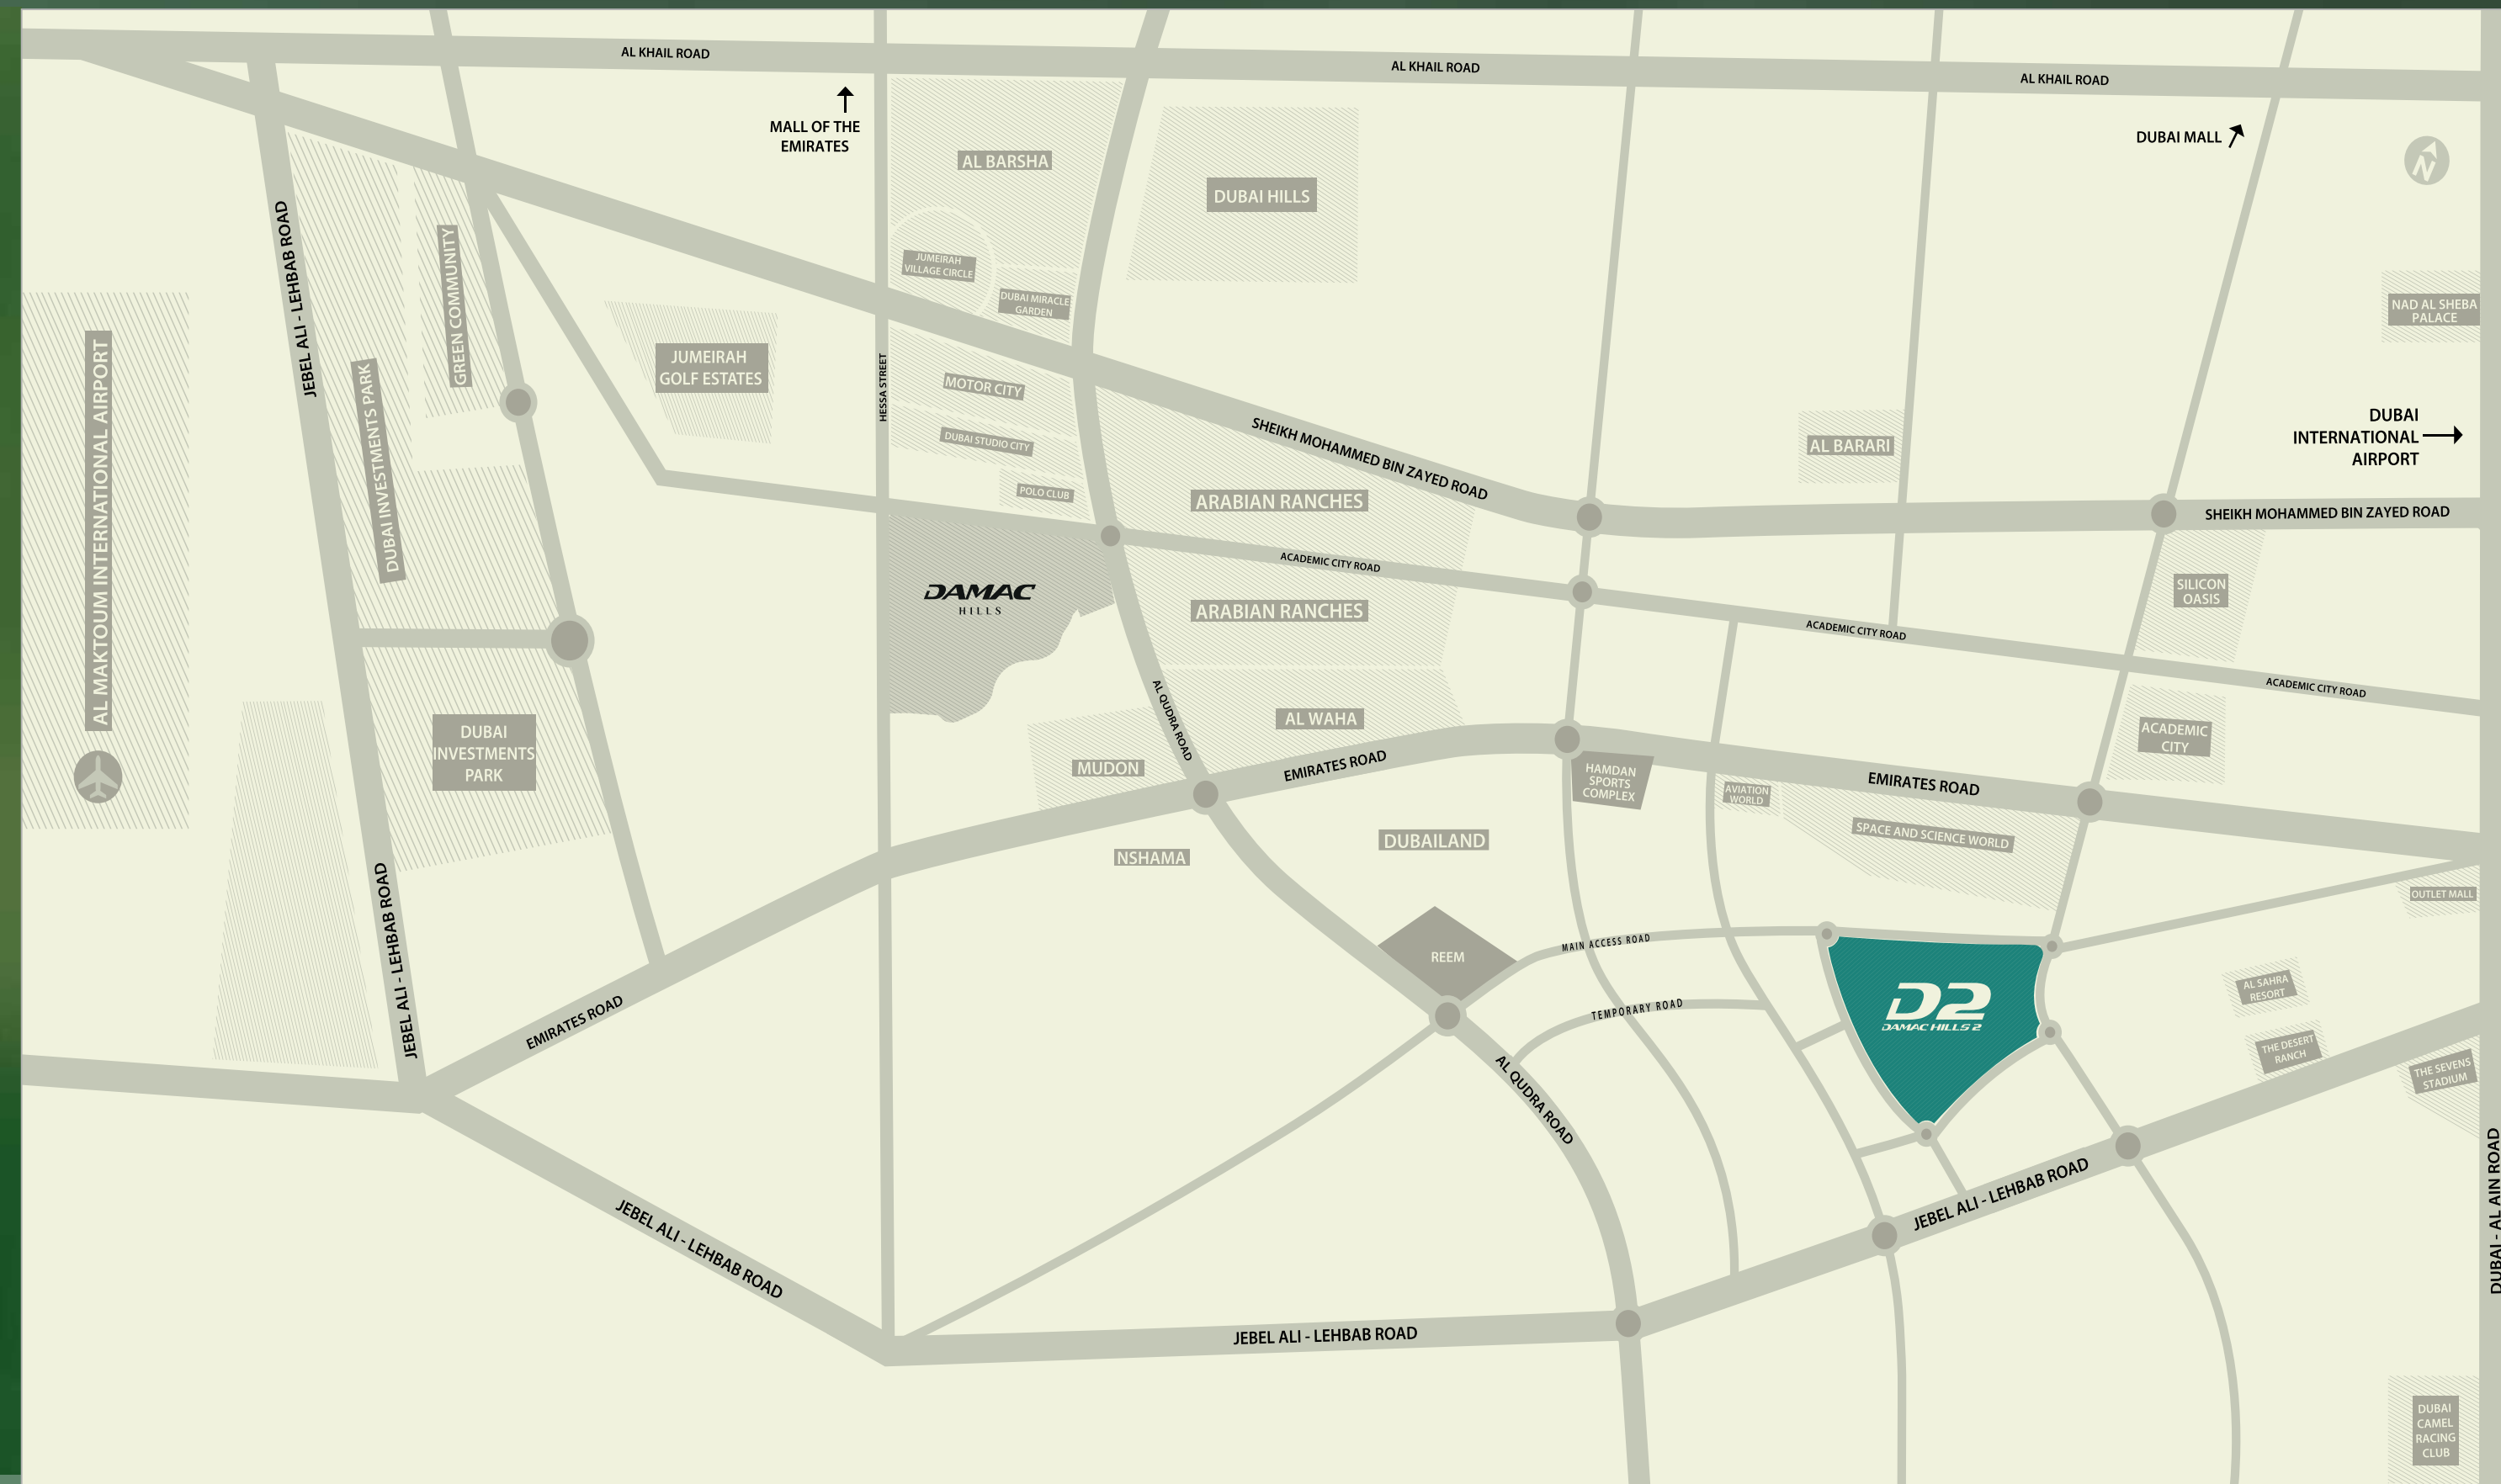 AL KHAIL ROAD
AL KHAIL ROAD
AL KHAIL ROAD
MALL OF THE
EMIRATES
DUBAI MALL
N
AL BARSHA
DUBAI HILLS
JEBEL ALI - LEHBAB ROAD
GREEN COMMUNITY
JUMEIRAH
VILLAGE CIRCLE
DUBAI MIRACLE
GARDEN
NAD AL SHEBA
PALACE
AL MAKTOUM INTERNATIONAL AIRPORT
DUBAI INVESTMENTS PARK
JUMEIRAH
GOLF ESTATES
HESSA STREET
MOTOR CITY
DUBAI STUDIO CITY
POLO CLUB
SHEIKH MOHAMMED BIN ZAYED ROAD
AL BARARI
DUBAI
INTERNATIONAL
AIRPORT
ARABIAN RANCHES
SHEIKH MOHAMMED BIN ZAYED ROAD
ACADEMIC CITY ROAD
DAMAC
HILLS
ARABIAN RANCHES
ACADEMIC CITY ROAD
SILICON
OASIS
ACADEMIC CITY ROAD
AL QUDRA ROAD
AL WAHA
ACADEMIC
CITY
DUBAI
INVESTMENTS
PARK
MUDON
EMIRATES ROAD
HAMDAN
SPORTS
COMPLEX
AVIATION
WORLD
EMIRATES ROAD
SPACE AND SCIENCE WORLD
NSHAMA
DUBAILAND
OUTLET MALL
JEBEL ALI - LEHBAB ROAD
REEM
MAIN ACCESS ROAD
TEMPORARY ROAD
D2
DAMAC HILLS 2
AL SAHRA
RESORT
THE DESERT
RANCH
THE SEVENS
STADIUM
EMIRATES ROAD
AL QUDRA ROAD
JEBEL ALI - LEHBAB ROAD
JEBEL ALI - LEHBAB ROAD
JEBEL ALI - LEHBAB ROAD
DUBAI - AL AIN ROAD
DUBAI
CAMEL
RACING
CLUB